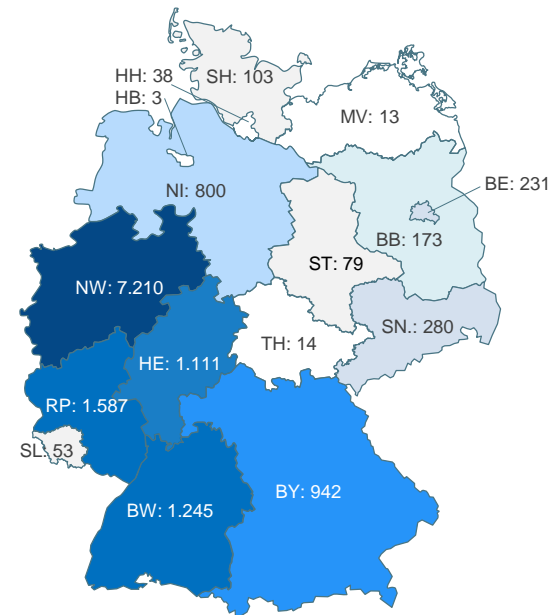 SH: 103
HH: 38
HB: 3
MV: 13
BE: 231
NI: 800
BB: 173
ST: 79
NW: 7.210
SN.: 280
TH: 14
HE: 1.111
RP: 1.587
SL: 53
BY: 942
BW: 1.245